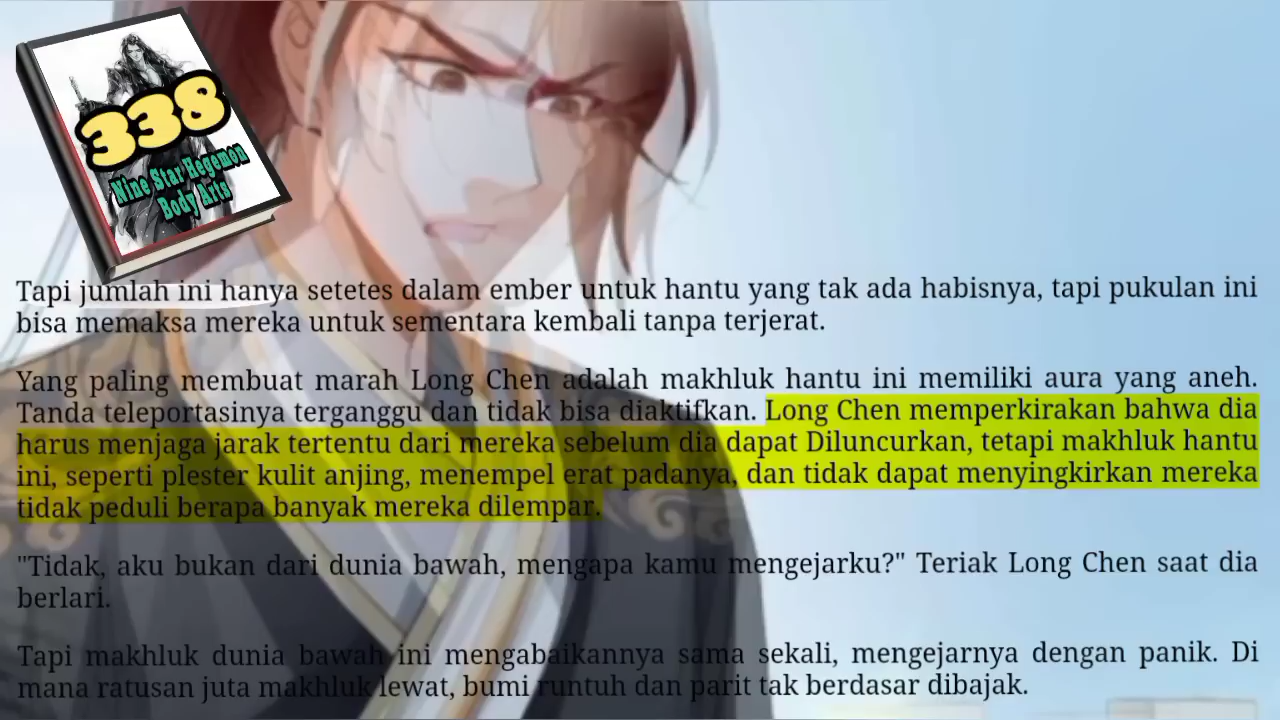 338
Nine Star Hegemon
Body Arts
Tapi jumlah ini hanya setetes dalam ember untuk hantu yang tak ada habisnya, tapi pukulan ini
bisa memaksa mereka untuk sementara kembali tanpa terjerat.
Yang paling membuat marah Long Chen adalah makhluk hantu ini memiliki aura yang aneh.
Tanda teleportasinya terganggu dan tidak bisa diaktifkan. Long Chen memperkirakan bahwa dia
harus menjaga jarak tertentu dari mereka sebelum dia dapat Diluncurkan, tetapi makhluk hantu
ini, seperti plester kulit anjing, menempel erat padanya, dan tidak dapat menyingkirkan mereka
tidak peduli berapa banyak mereka dilempar.
"Tidak, aku bukan dari dunia bawah, mengapa kamu mengejarku?" Teriak Long Chen saat dia
berlari.
Tapi makhluk dunia bawah ini mengabaikannya sama sekali, mengejarnya dengan panik. Di
mana ratusan juta makhluk lewat, bumi runtuh dan parit tak berdasar dibajak.